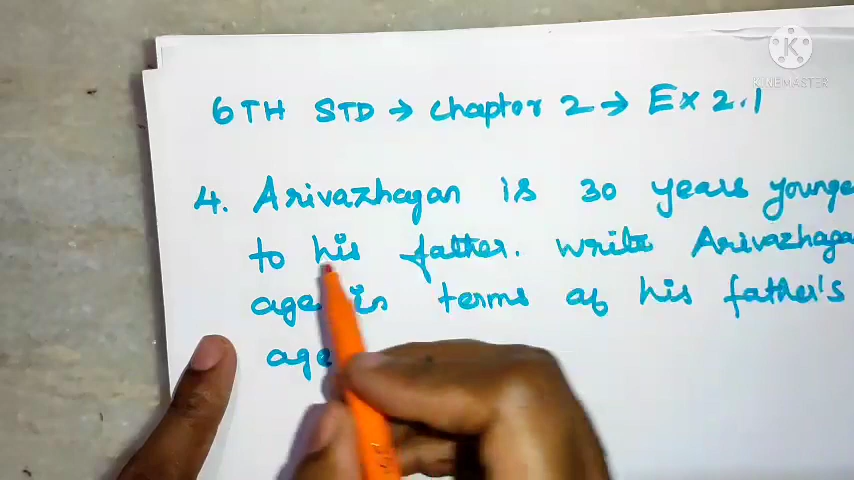 KINEMASTER
6TH STD → Chapter 2 → Ex 2.1
4. Arivazhagan is 30 years younge
to his father. Write Arivazhaga
age in terms of his father's
age